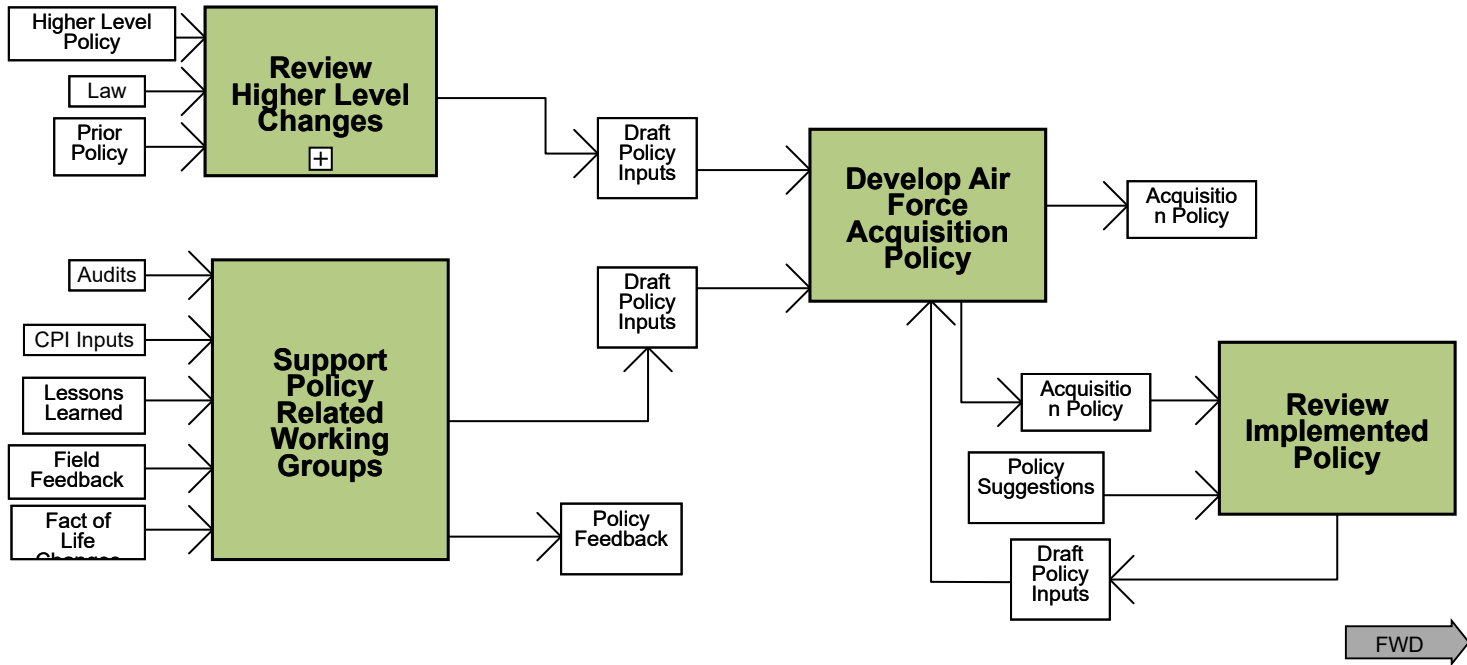 Higher Level
Policy
Law
Prior
Policy
Review
Higher Level
Changes
Draft
Policy
Inputs
Develop Air
Force
Acquisition
Policy
Acquisitio
n Policy
Audits
CPI Inputs
Lessons
Learned
Field
Feedback
Fact of
Life
Changes
Support
Policy
Related
Working
Groups
Draft
Policy
Inputs
Policy
Feedback
Acquisitio
n Policy
Policy
Suggestions
Review
Implemented
Policy
Draft
Policy
Inputs
FWD